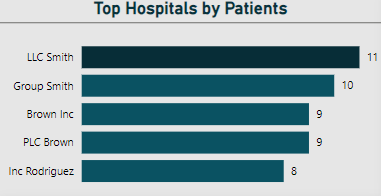 Top Hospitals by Patients
LLC Smith 11
Group Smith 10
Brown Inc 9
PLC Brown 9
Inc Rodriguez 8